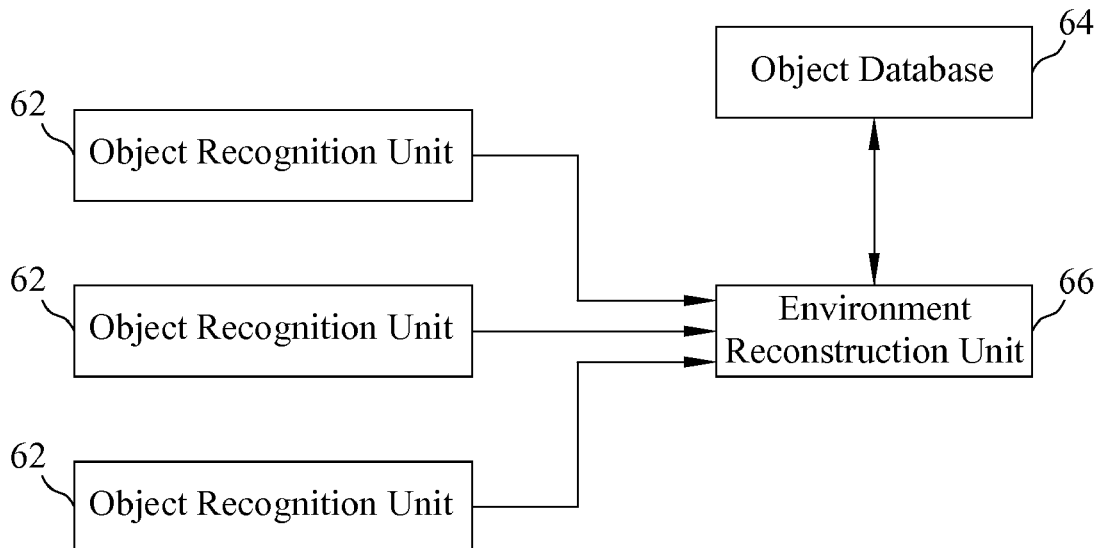 64
Object Database
62
Object Recognition Unit
62
Object Recognition Unit
66
Environment
Reconstruction Unit
62
Object Recognition Unit